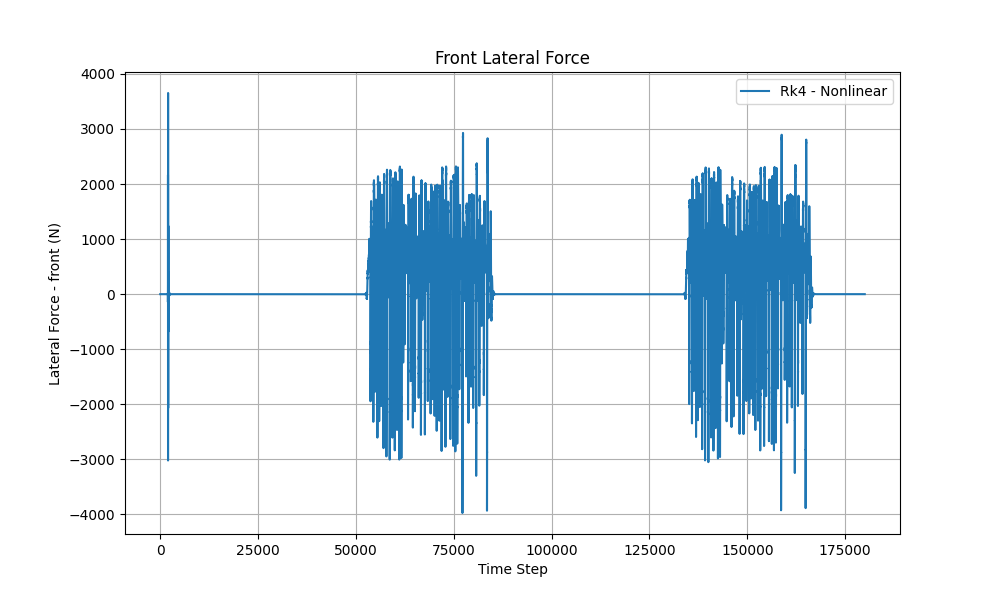 Front Lateral Force
Rk4 - Nonlinear
Lateral Force - front (N)
4000
3000
2000
1000
0
−1000
−2000
−3000
−4000
0 25000 50000 75000 100000 125000 150000 175000
Time Step